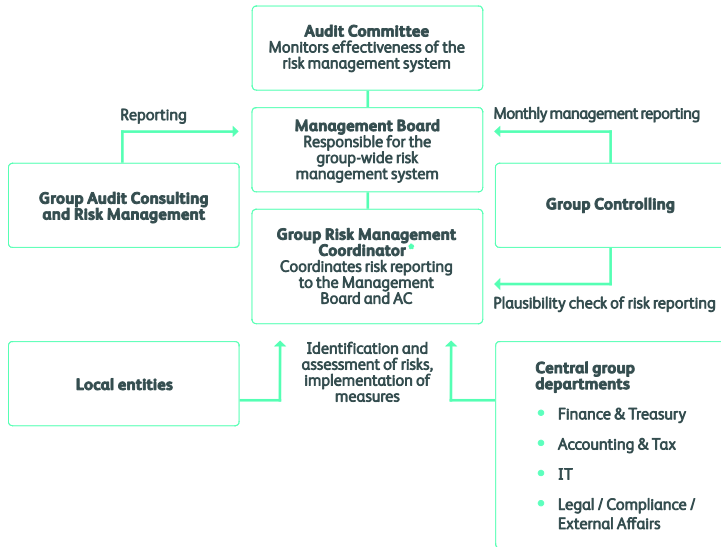 Audit Committee
Monitors effectiveness of the
risk management system
Reporting
Monthly management reporting
Management Board
Responsible for the
group-wide risk
management system
Group Audit Consulting
and Risk Management
Group Controlling
Group Risk Management
Coordinator
Coordinates risk reporting
to the Management
Board and AC
Plausibility check of risk reporting
Local entities
Identification and
assessment of risks,
implementation of
measures
Central group
departments
• Finance & Treasury
• Accounting & Tax
• IT
• Legal / Compliance /
External Affairs